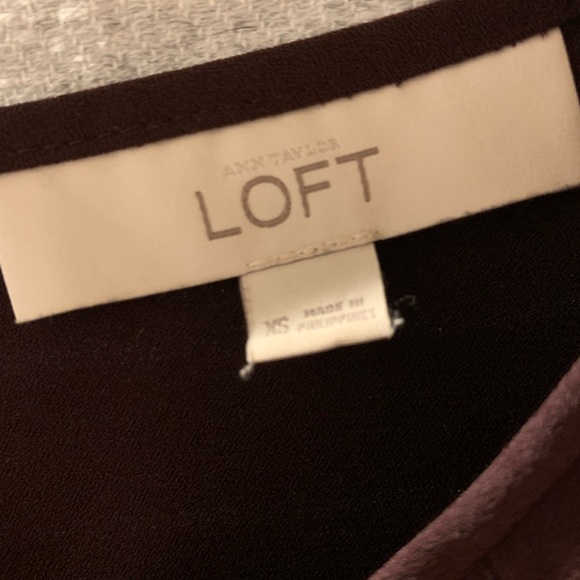 ANN TAYLOR
LOFT
XS MADE IN
PHILIPPINES